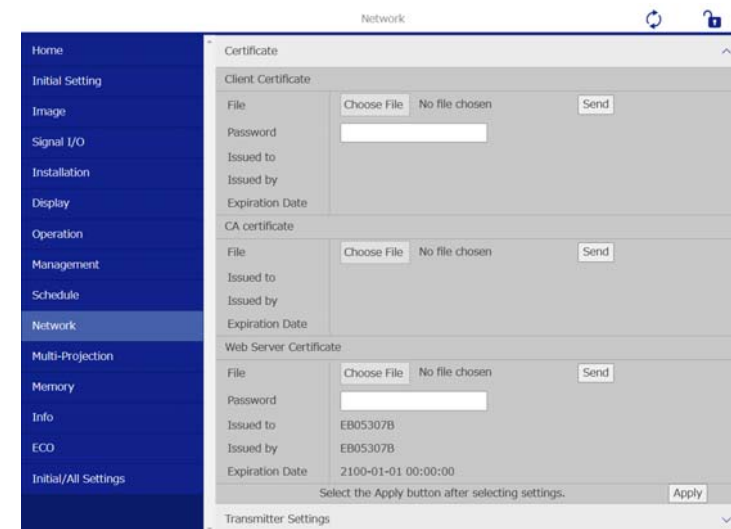 Network
Home
Initial Setting
Image
Signal I/O
Installation
Display
Operation
Management
Schedule
Network
Multi-Projection
Memory
Info
ECO
Initial/All Settings
Certificate
Client Certificate
File Choose File No file chosen Send
Password
Issued to
Issued by
Expiration Date
CA certificate
File Choose File No file chosen Send
Issued to
Issued by
Expiration Date
Web Server Certificate
File Choose File No file chosen Send
Password
Issued to EB05307B
Issued by EB05307B
Expiration Date 2100-01-01 00:00:00
Select the Apply button after selecting settings. Apply
Transmitter Settings